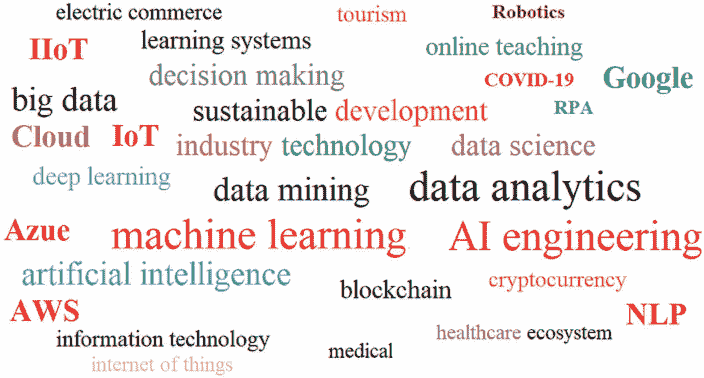 electric commerce
tourism
Robotics
IIoT
learning systems
online teaching
decision making
COVID-19
Google
big data
sustainable development
RPA
Cloud
IoT
industry technology
data science
deep learning
data mining
data analytics
Azue
machine learning
AI engineering
artificial intelligence
blockchain
cryptocurrency
AWS
NLP
information technology
healthcare ecosystem
internet of things
medical